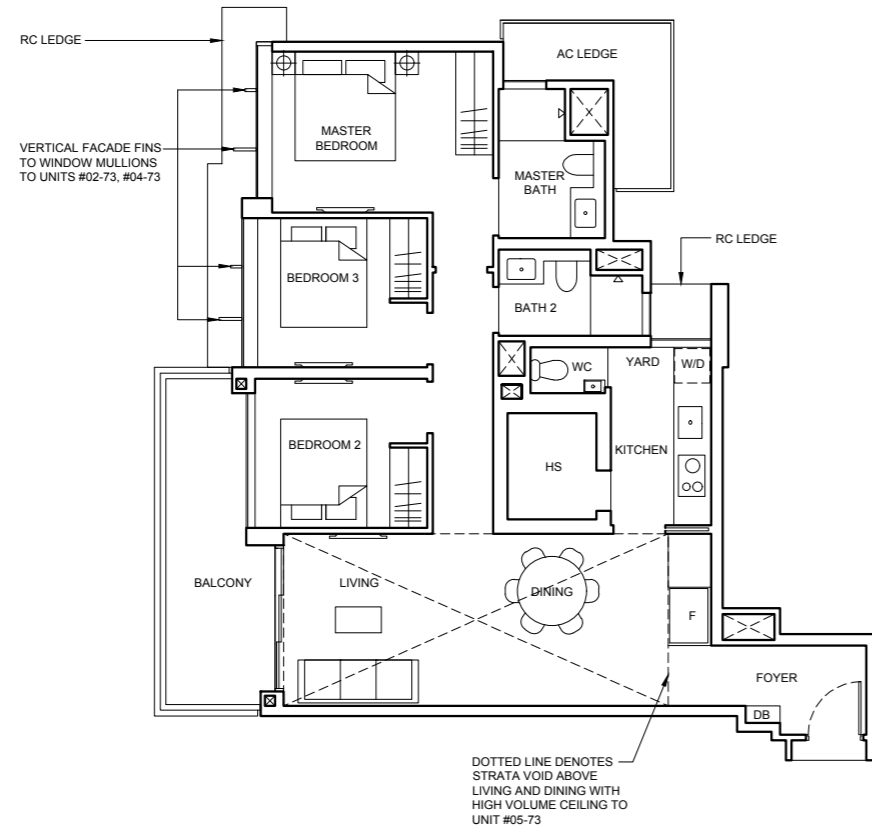 RC LEDGE
AC LEDGE
X
MASTER
BEDROOM
VERTICAL FACADE FINS
TO WINDOW MULLIONS
TO UNITS #02-73, #04-73
MASTER
BATH
RC LEDGE
BEDROOM 3
BATH 2
X
WC
YARD
W/D
BEDROOM 2
HS
KITCHEN
BALCONY
LIVING
DINING
F
FOYER
DB
DOTTED LINE DENOTES
STRATA VOID ABOVE
LIVING AND DINING WITH
HIGH VOLUME CEILING TO
UNIT #05-73